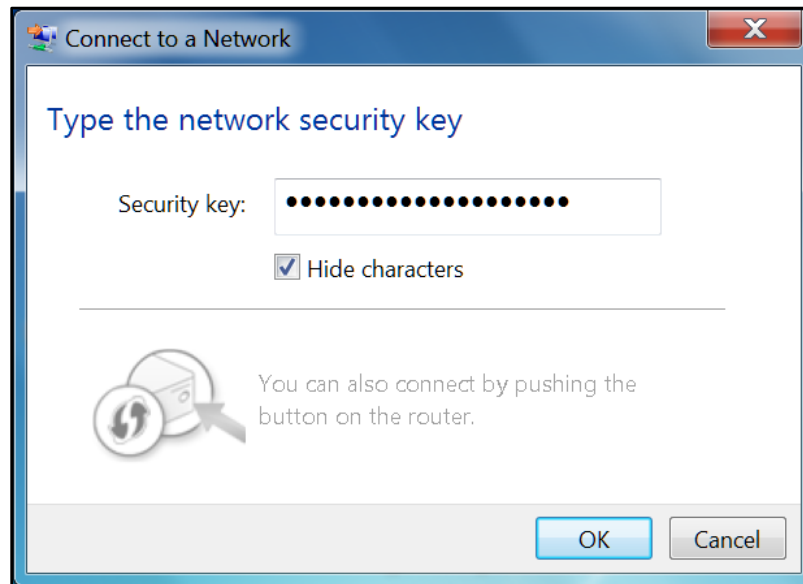 Connect to a Network
Type the network security key
Security key: ••••••••••••••••••••
Hide characters
You can also connect by pushing the
button on the router.
OK Cancel